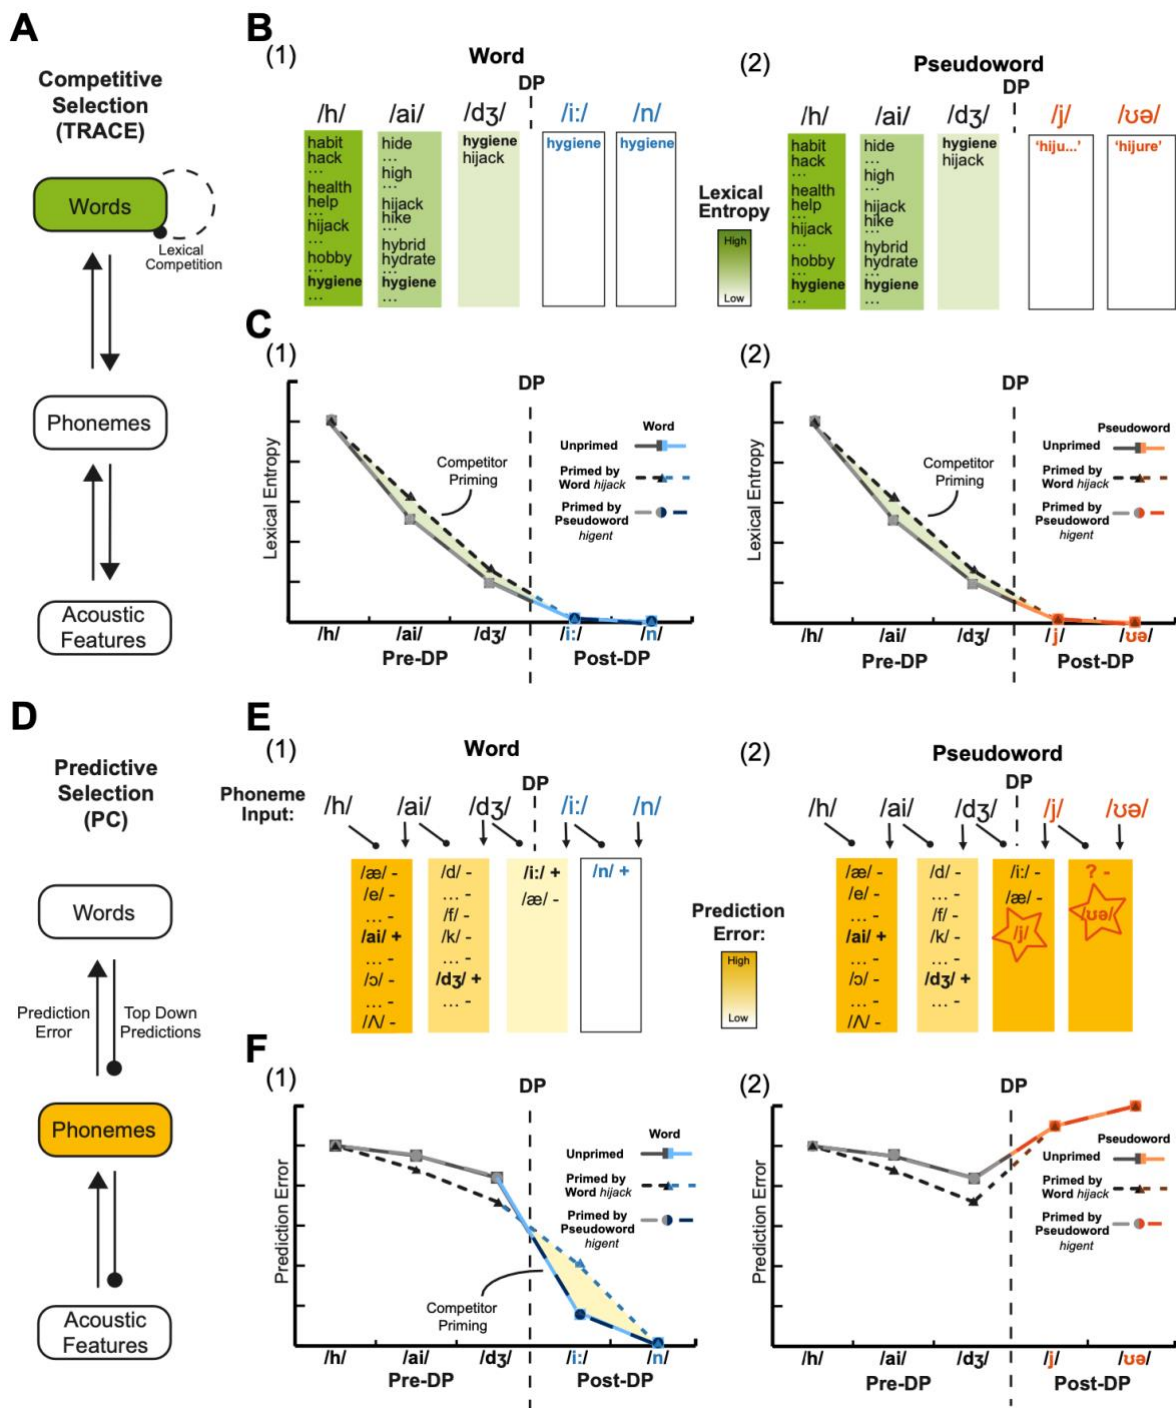 A
Competitive
Selection
(TRACE)
Words
Lexical
Competition
Phonemes
Acoustic
Features
B
(1)
Word
DP
/h/ /ai/ /dʒ/ /i:/ /n/
habit
hack
...
health
help
...
hijack
...
hobby
...
hygiene
...
hide
...
high
...
hijack
hike
...
hybrid
hydrate
...
hygiene
...
hygiene
hijack
hygiene
hygiene
Lexical
Entropy
High
Low
(2)
Pseudoword
DP
/h/ /ai/ /dʒ/ /j/ /ʊə/
habit
hack
...
health
help
...
hijack
...
hobby
...
hygiene
...
hide
...
high
...
hijack
hike
...
hybrid
hydrate
...
hygiene
...
hygiene
hijack
'hiju...'
'hijure'
C
(1)
DP
Lexical Entropy
Competitor
Priming
Word
Unprimed
Primed by
Word hijack
Primed by
Pseudoword
higent
/h/ /ai/ /dʒ/ /i:/ /n/
Pre-DP Post-DP
(2)
DP
Lexical Entropy
Competitor
Priming
Pseudoword
Unprimed
Primed by
Word hijack
Primed by
Pseudoword
higent
/h/ /ai/ /dʒ/ /j/ /ʊə/
Pre-DP Post-DP
D
Predictive
Selection
(PC)
Words
Prediction
Error
Top Down
Predictions
Phonemes
Acoustic
Features
E
(1)
Word
DP
Phoneme
Input:
/h/ /ai/ /dʒ/ /i:/ /n/
/æ/ -
/e/ -
... -
/ai/ +
... -
/ɔ/ -
... -
/ʌ/ -
/d/ -
... -
/f/ -
/k/ -
... -
/dʒ/ +
... -
/i:/ +
/æ/ -
/n/ +
Prediction
Error:
High
Low
(2)
Pseudoword
DP
/h/ /ai/ /dʒ/ /j/ /ʊə/
/æ/ -
/e/ -
... -
/ai/ +
... -
/ɔ/ -
... -
/ʌ/ -
/d/ -
... -
/f/ -
/k/ -
... -
/dʒ/ +
... -
/i:/ -
/æ/ -
/j/
? -
/ʊə/
F
(1)
DP
Prediction Error
Competitor
Priming
Word
Unprimed
Primed by
Word hijack
Primed by
Pseudoword
higent
/h/ /ai/ /dʒ/ /i:/ /n/
Pre-DP Post-DP
(2)
DP
Prediction Error
Pseudoword
Unprimed
Primed by
Word hijack
Primed by
Pseudoword
higent
/h/ /ai/ /dʒ/ /j/ /ʊə/
Pre-DP Post-DP